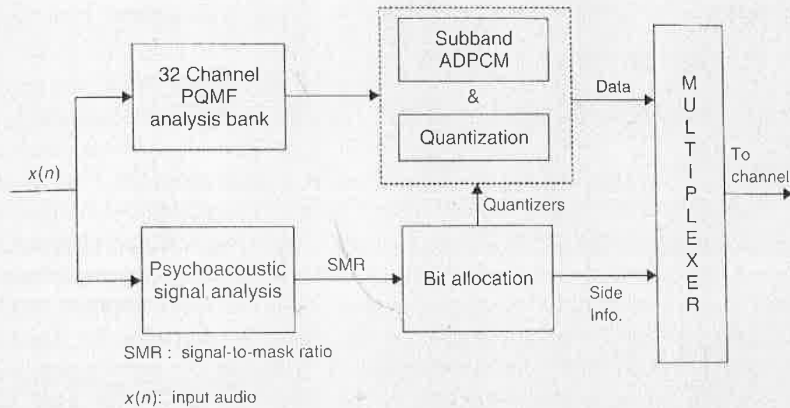 32 Channel
PQMF
analysis bank
Subband
ADPCM
&
Quantization
Data
MULTIPLEXER
To
channel
x(n)
Quantizers
Psychoacoustic
signal analysis
SMR
Bit allocation
Side
Info.
SMR : signal-to-mask ratio
x(n): input audio